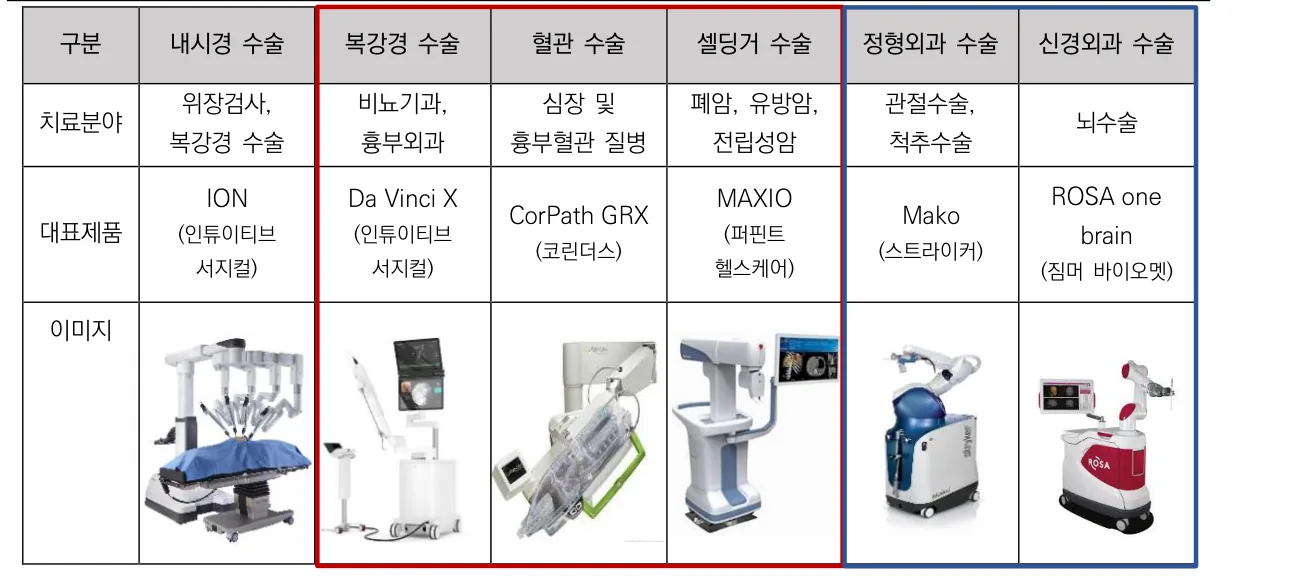 구분 내시경 수술 복강경 수술 혈관 수술 셀딩거 수술 정형외과 수술 신경외과 수술
치료분야
위장검사,
복강경 수술
비뇨기과,
흉부외과
심장 및
흉부혈관 질병
폐암, 유방암,
전립성암
관절수술,
척추수술
뇌수술
대표제품
ION
(인튜이티브
서지컬)
Da Vinci X
(인튜이티브
서지컬)
CorPath GRX
(코린더스)
MAXIO
(퍼핀트
헬스케어)
Mako
(스트라이커)
ROSA one
brain
(짐머 바이오멧)
이미지
stryker
mako
ROSA